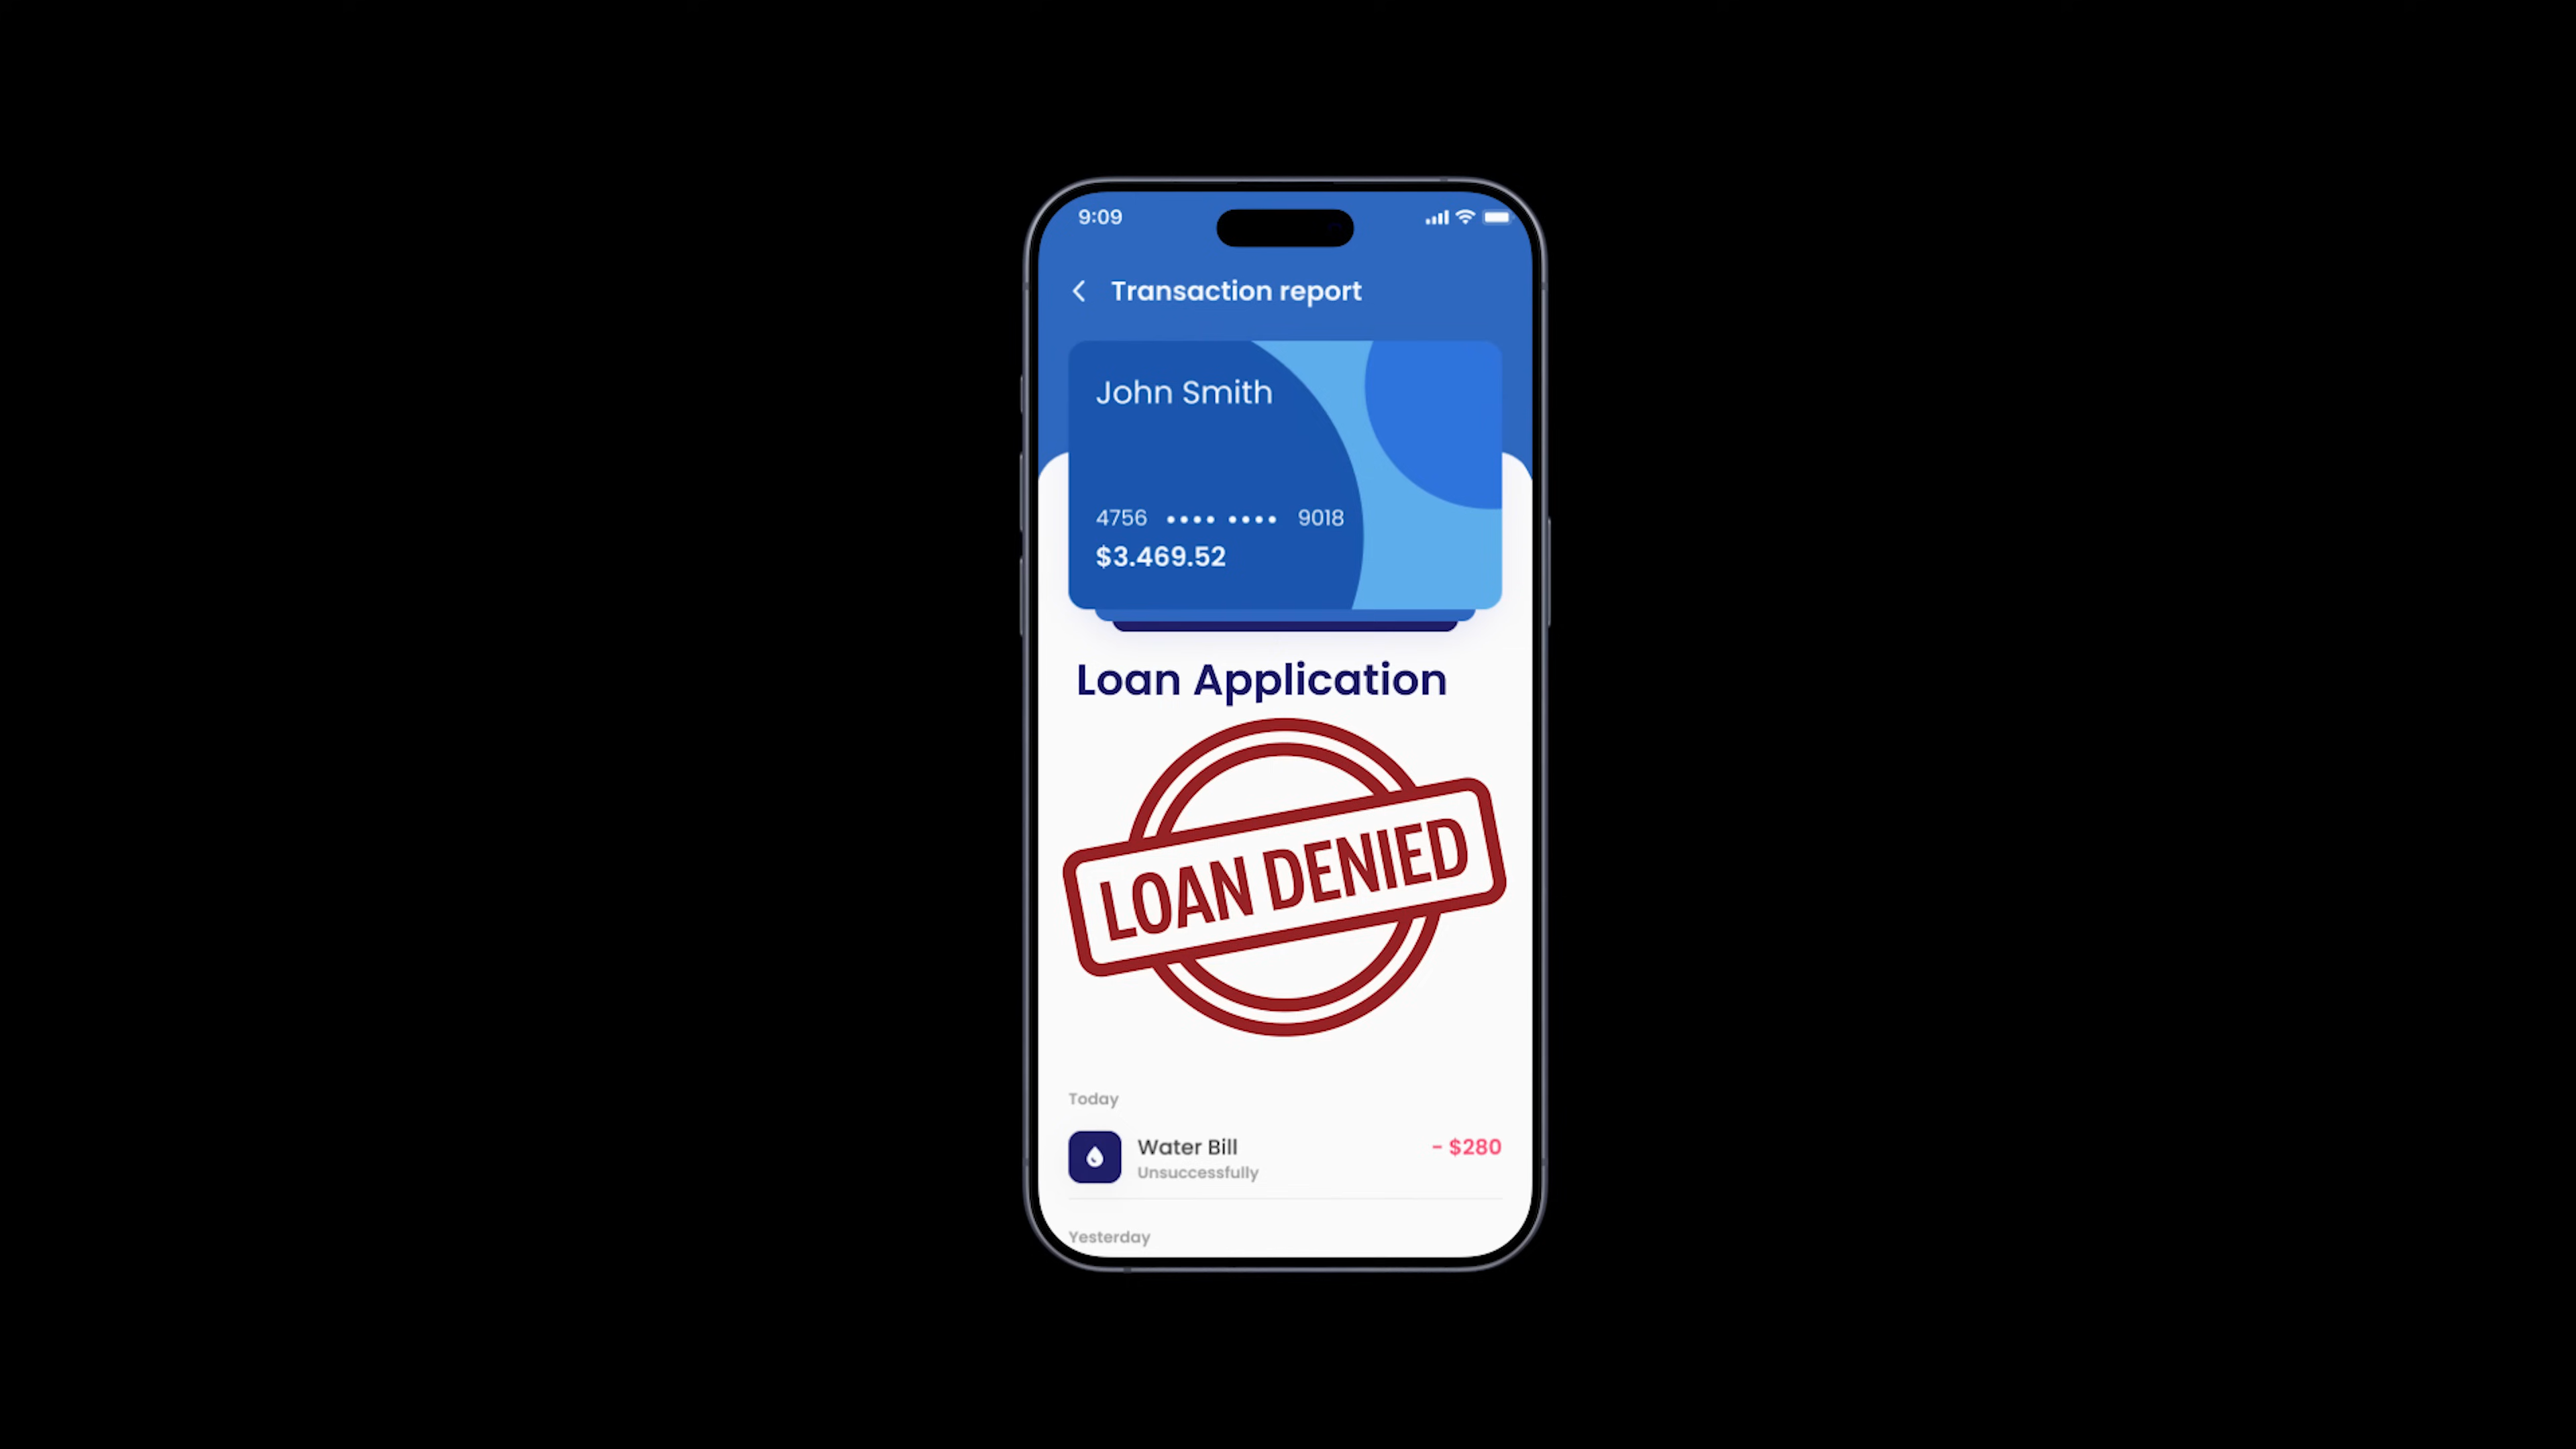 9:09
Transaction report
John Smith
4756 •••• •••• 9018
$3.469.52
Loan Application
LOAN DENIED
Today
Water Bill - $280
Unsuccessfully
Yesterday